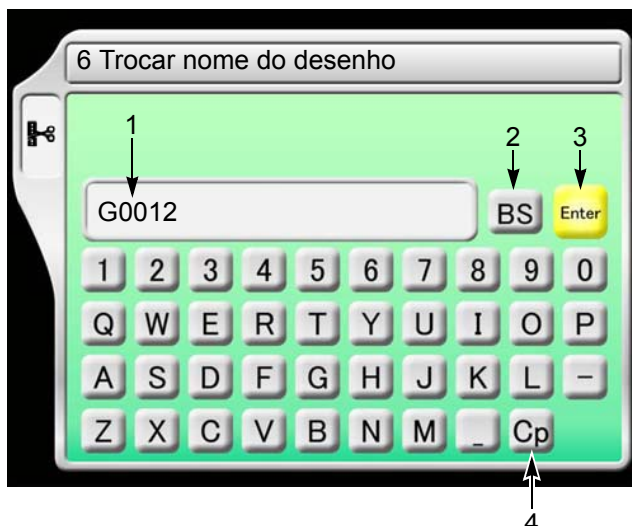 6 Trocar nome do desenho
1
2 3
G0012 BS Enter
1 2 3 4 5 6 7 8 9 0
Q W E R T Y U I O P
A S D F G H J K L -
Z X C V B N M _ Cp
4